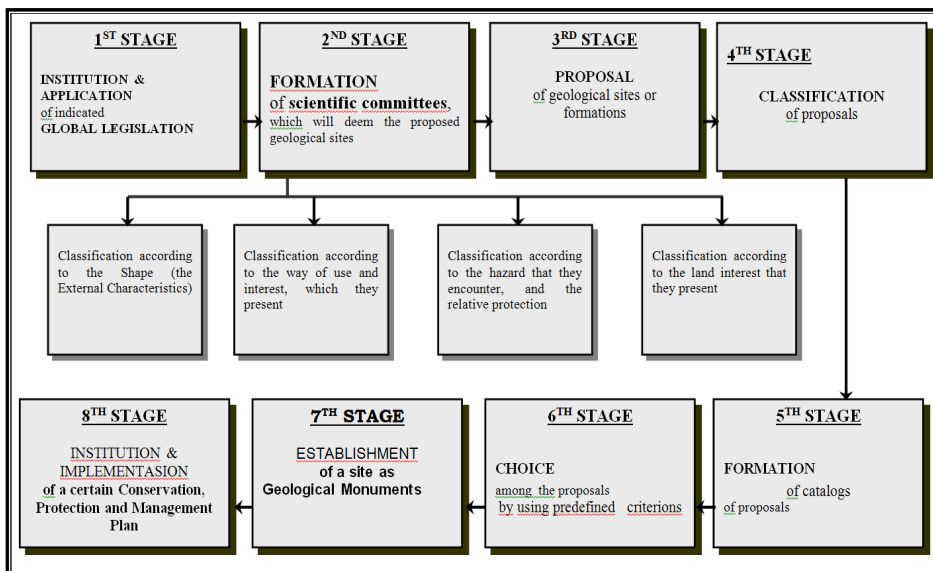 1ST STAGE
INSTITUTION &
APPLICATION
of indicated
GLOBAL LEGISLATION
2ND STAGE
FORMATION
of scientific committees,
which will deem the proposed
geological sites
3RD STAGE
PROPOSAL
of geological sites or
formations
4TH STAGE
CLASSIFICATION
of proposals
Classification according
to the Shape (the
External Characteristics)
Classification according
to the way of use and
interest, which they
present
Classification according
to the hazard that they
encounter, and the
relative protection
Classification according
to the land interest that
they present
8TH STAGE
INSTITUTION &
IMPLEMENTASION
of a certain Conservation,
Protection and Management
Plan
7TH STAGE
ESTABLISHMENT
of a site as
Geological Monuments
6TH STAGE
CHOICE
among the proposals
by using predefined criterions
5TH STAGE
FORMATION
of catalogs
of proposals